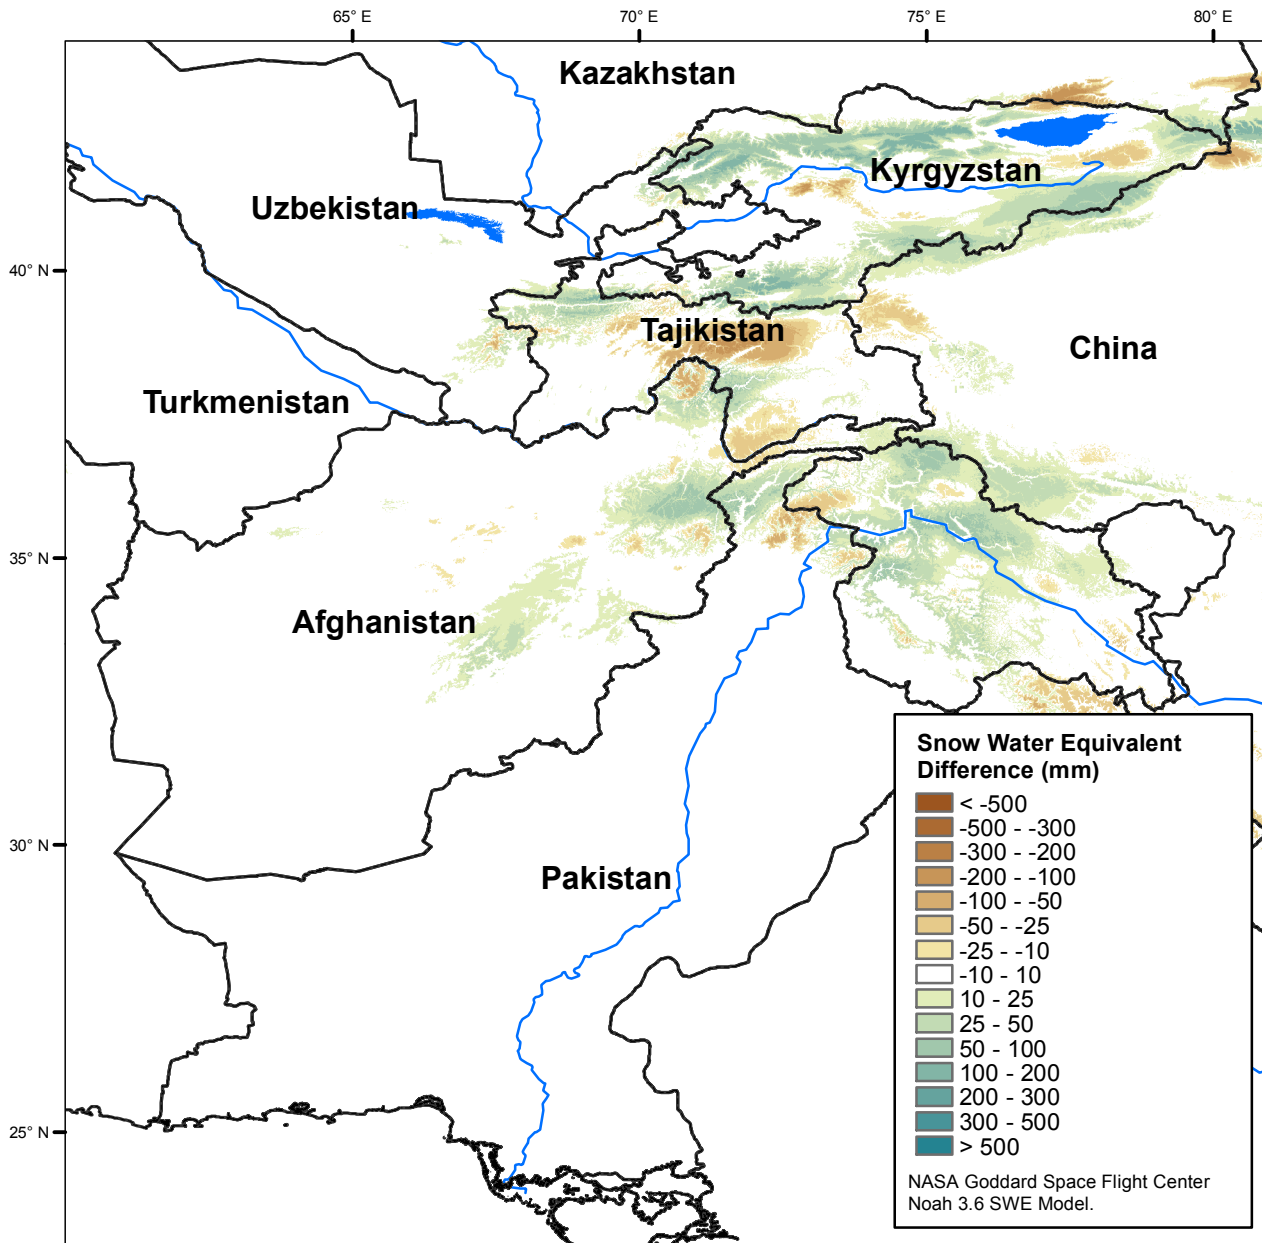 65° E
70° E
75° E
80° E
Kazakhstan
Kyrgyzstan
Uzbekistan
40° N
Tajikistan
China
Turkmenistan
35° N
Afghanistan
Snow Water Equivalent
Difference (mm)
< -500
-500 - -300
-300 - -200
-200 - -100
-100 - -50
-50 - -25
-25 - -10
-10 - 10
10 - 25
25 - 50
50 - 100
100 - 200
200 - 300
300 - 500
> 500
NASA Goddard Space Flight Center
Noah 3.6 SWE Model.
30° N
Pakistan
25° N